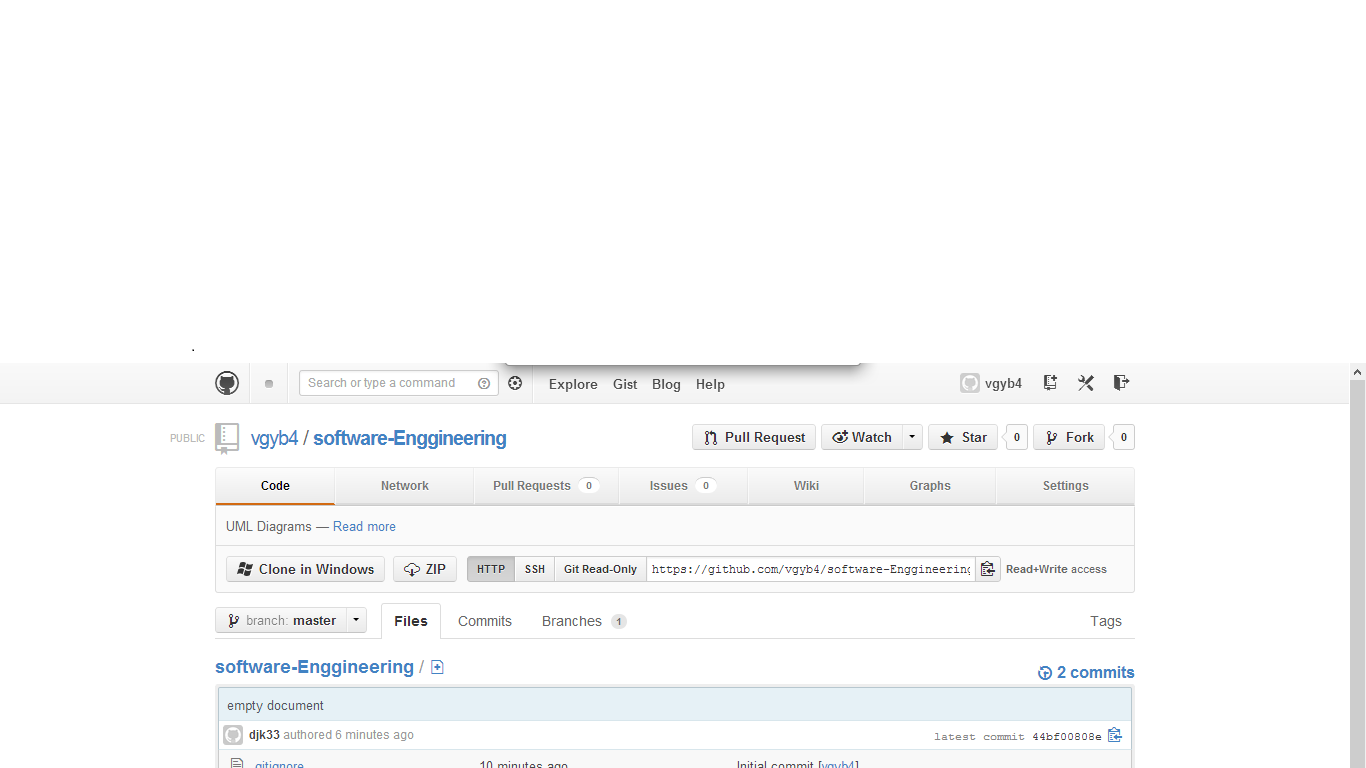 .
Search or type a command
Explore Gist Blog Help
vgyb4
PUBLIC vgyb4 / software-Enggineering
Pull Request Watch Star 0 Fork 0
Code Network Pull Requests 0 Issues 0 Wiki Graphs Settings
UML Diagrams — Read more
Clone in Windows ZIP HTTP SSH Git Read-Only https://github.com/vgyb4/software-Enggineering Read+Write access
branch: master Files Commits Branches 1 Tags
software-Enggineering / 2 commits
empty document
djk33 authored 6 minutes ago latest commit 44bf00808e
.gitignore 10 minutes ago Initial commit [vgyb4]